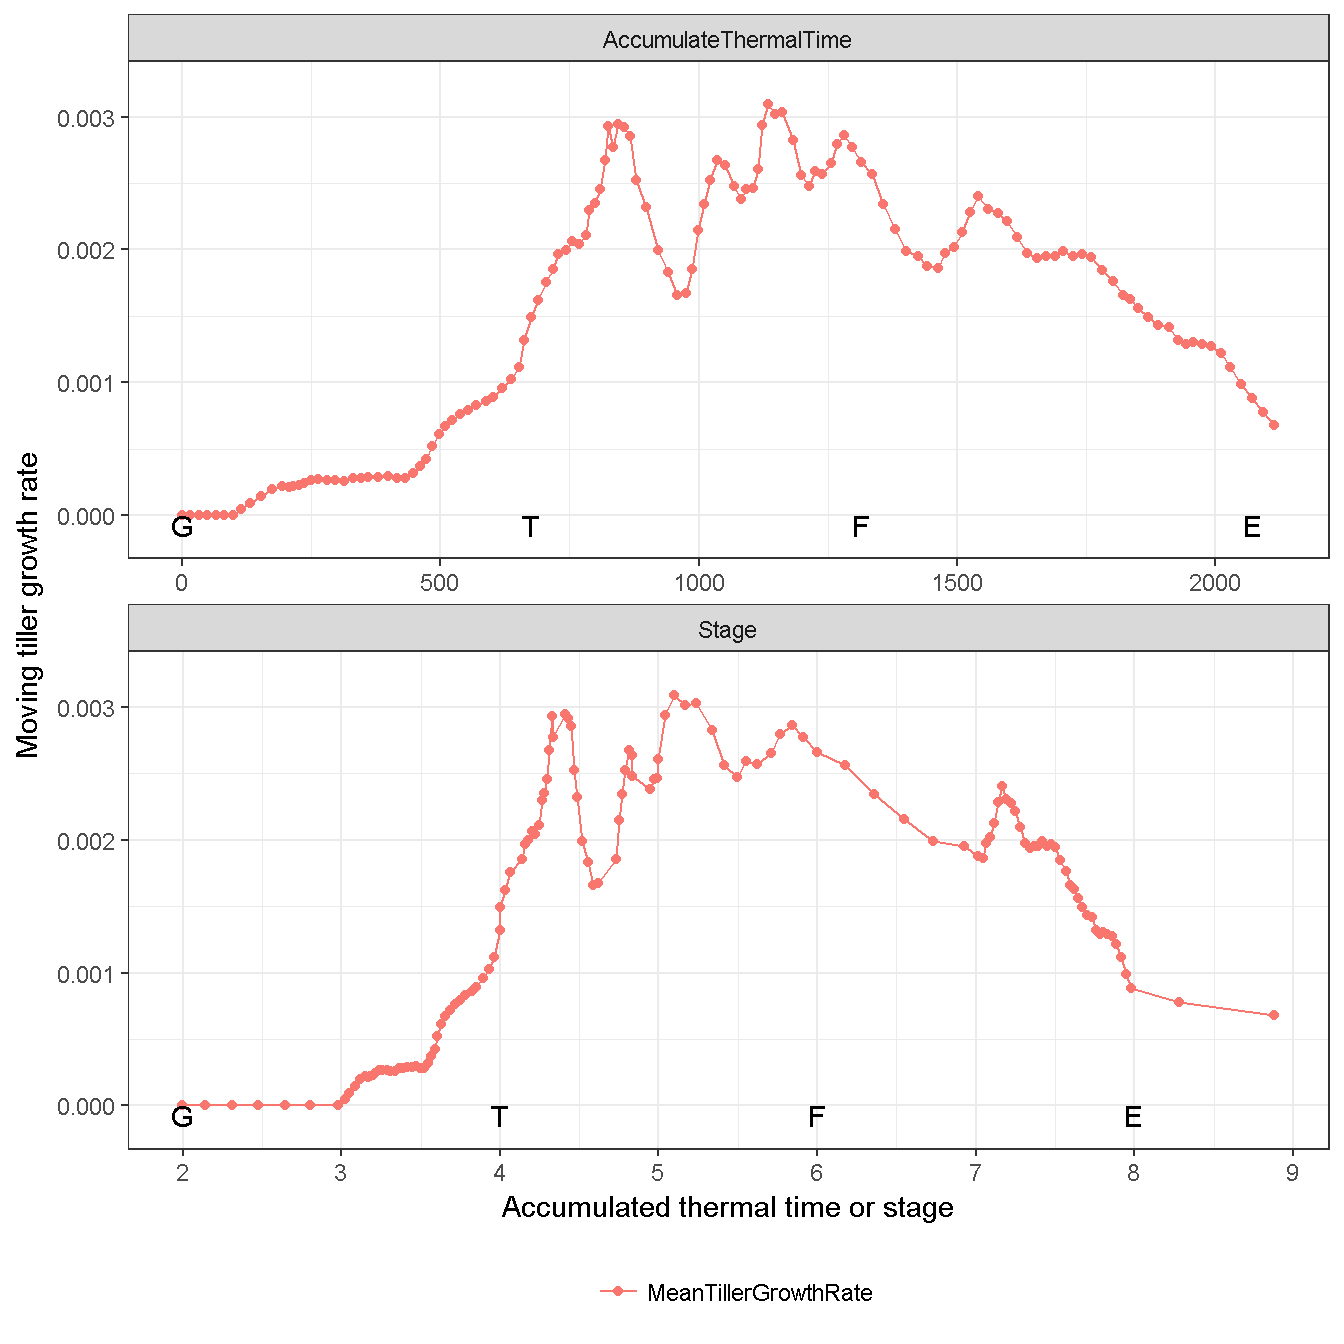 AccumulateThermalTime
0.003
0.002
0.001
0.000
G T F E
0 500 1000 1500 2000
Moving tiller growth rate
Stage
0.003
0.002
0.001
0.000
G T F E
2 3 4 5 6 7 8 9
Accumulated thermal time or stage
MeanTillerGrowthRate